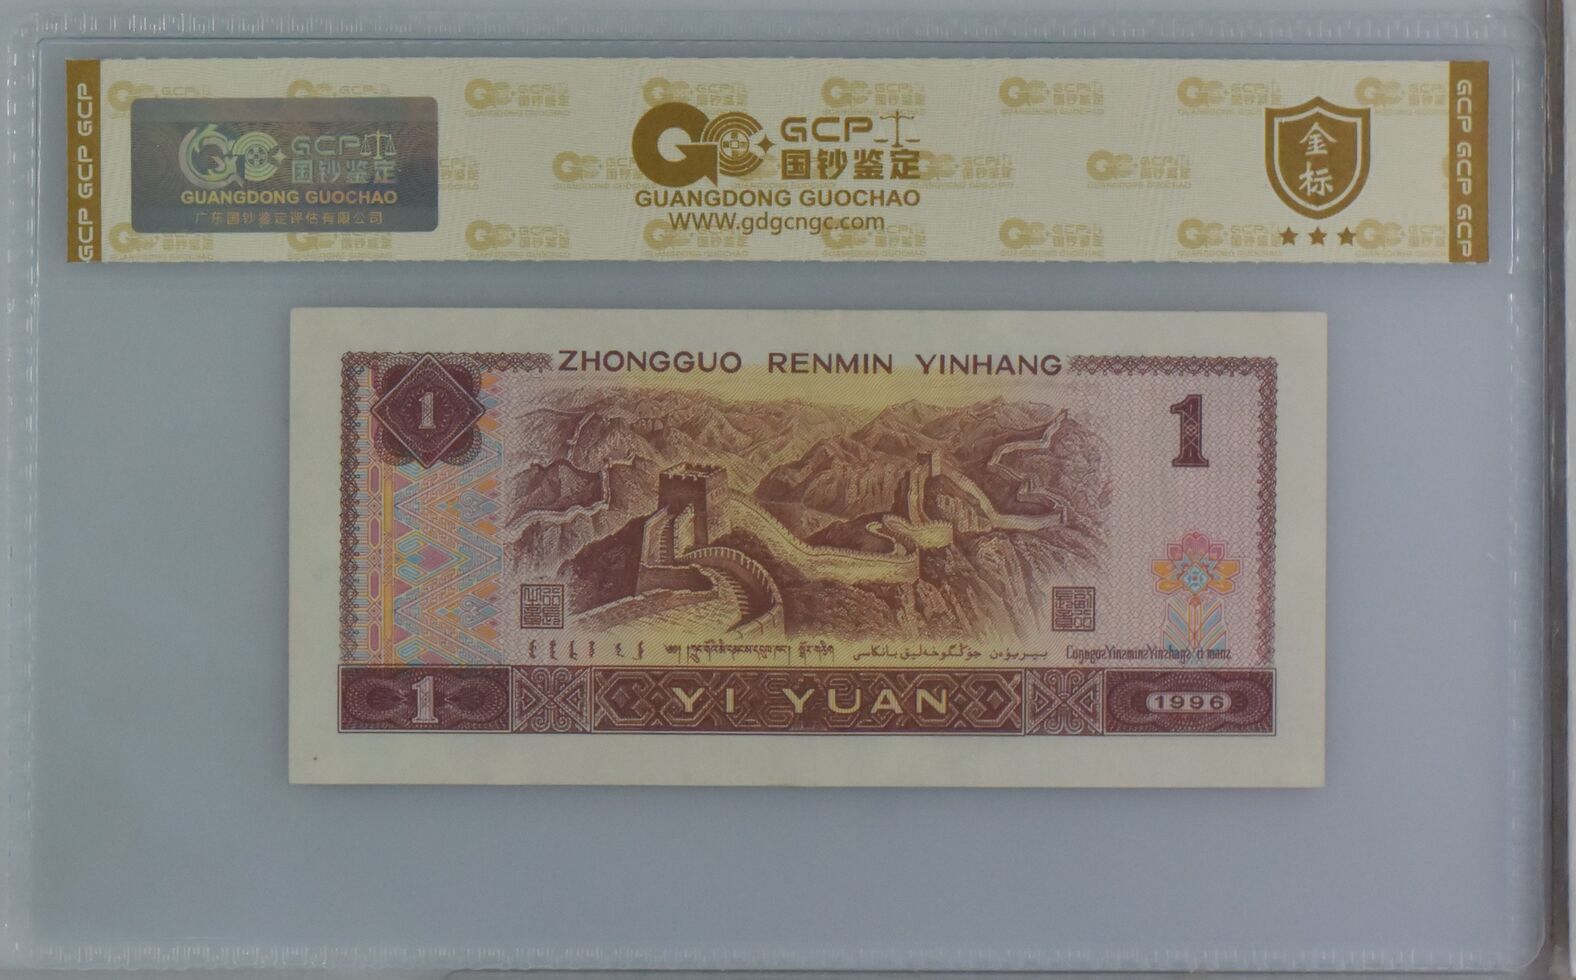 GCP GCP GCP
GCP
国钞鉴定
GUANGDONG GUOCHAO
广东国钞鉴定评估有限公司
GCP
国钞鉴定
GUANGDONG GUOCHAO
WWW.gdgcngc.com
金
标
GCP GCP GCP
ZHONGGUO RENMIN YINHANG
1
1
1
YI YUAN
1996